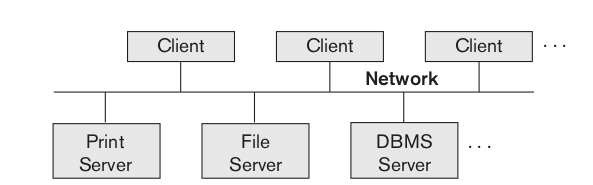 Client Client Client . . .
Network
Print File DBMS . . .
Server Server Server